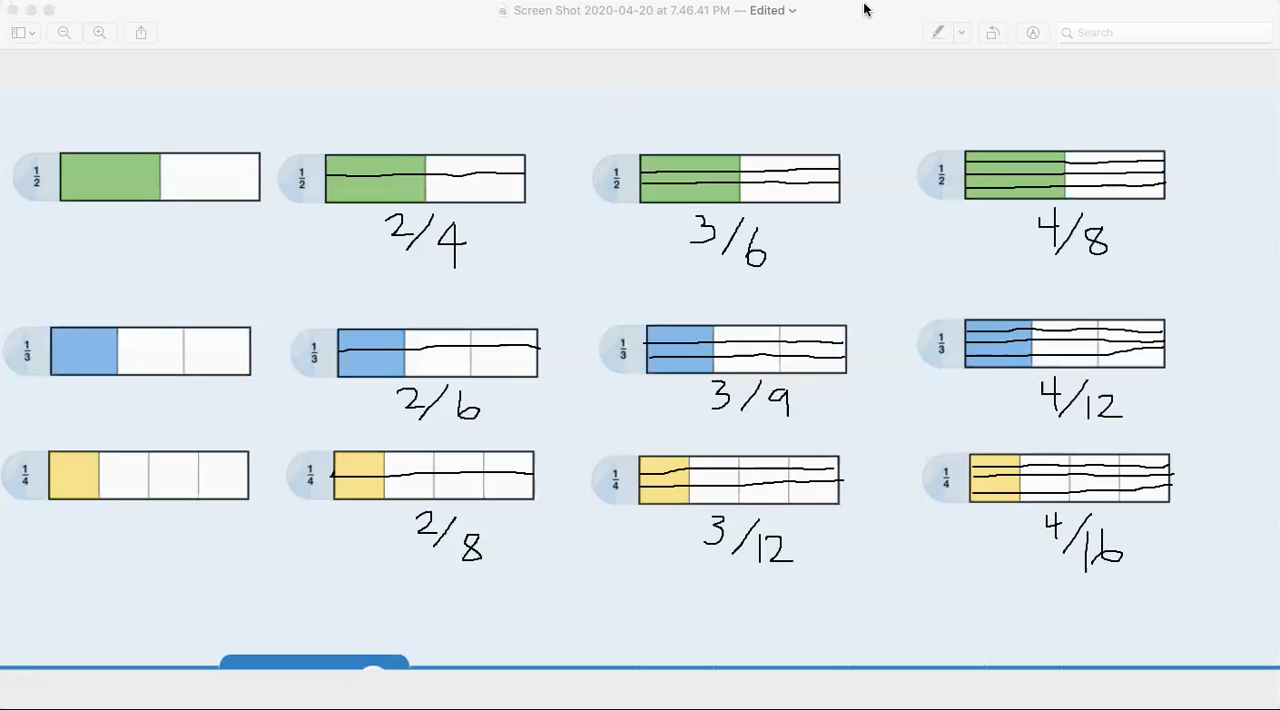 Screen Shot 2020-04-20 at 7.46.41 PM — Edited
Search
1/2 1/2 1/2 1/2
2/4 3/6 4/8
1/3 1/3 1/3 1/3
2/6 3/9 4/12
1/4 1/4 1/4 1/4
2/8 3/12 4/16